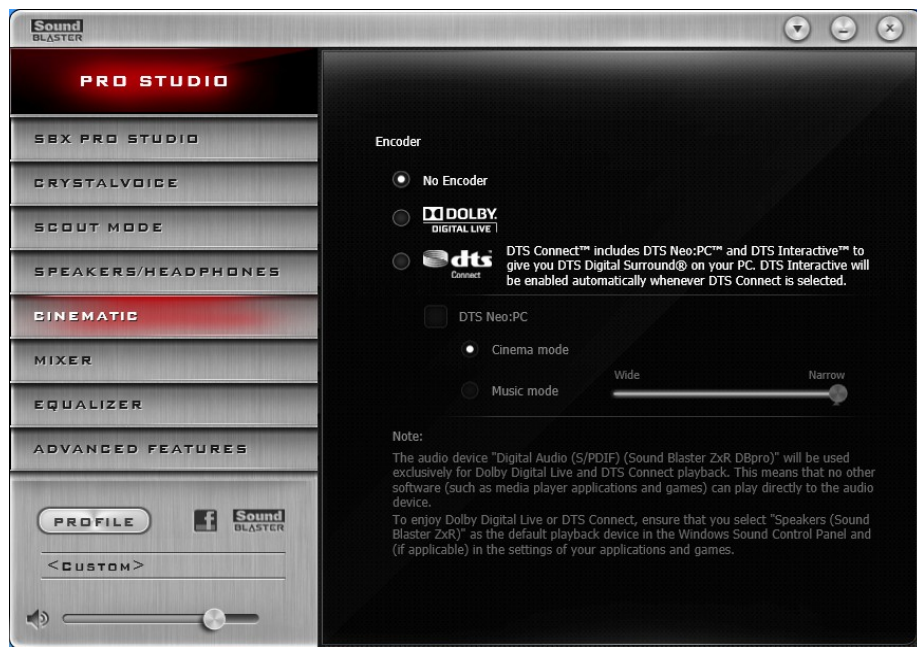 Sound
BLASTER
PRO STUDIO
SBX PRO STUDIO
CRYSTALVOICE
SCOUT MODE
SPEAKERS/HEADPHONES
CINEMATIC
MIXER
EQUALIZER
ADVANCED FEATURES
PROFILE
f
Sound
BLASTER
<CUSTOM>
Encoder
No Encoder
DOLBY
DIGITAL LIVE
dts
Connect
DTS Connect™ includes DTS Neo:PC™ and DTS Interactive™ to
give you DTS Digital Surround® on your PC. DTS Interactive will
be enabled automatically whenever DTS Connect is selected.
DTS Neo:PC
Cinema mode
Music mode
Wide
Narrow
Note:
The audio device "Digital Audio (S/PDIF) (Sound Blaster ZxR DBpro)" will be used
exclusively for Dolby Digital Live and DTS Connect playback. This means that no other
software (such as media player applications and games) can play directly to the audio
device.
To enjoy Dolby Digital Live or DTS Connect, ensure that you select "Speakers (Sound
Blaster ZxR)" as the default playback device in the Windows Sound Control Panel and
(if applicable) in the settings of your applications and games.